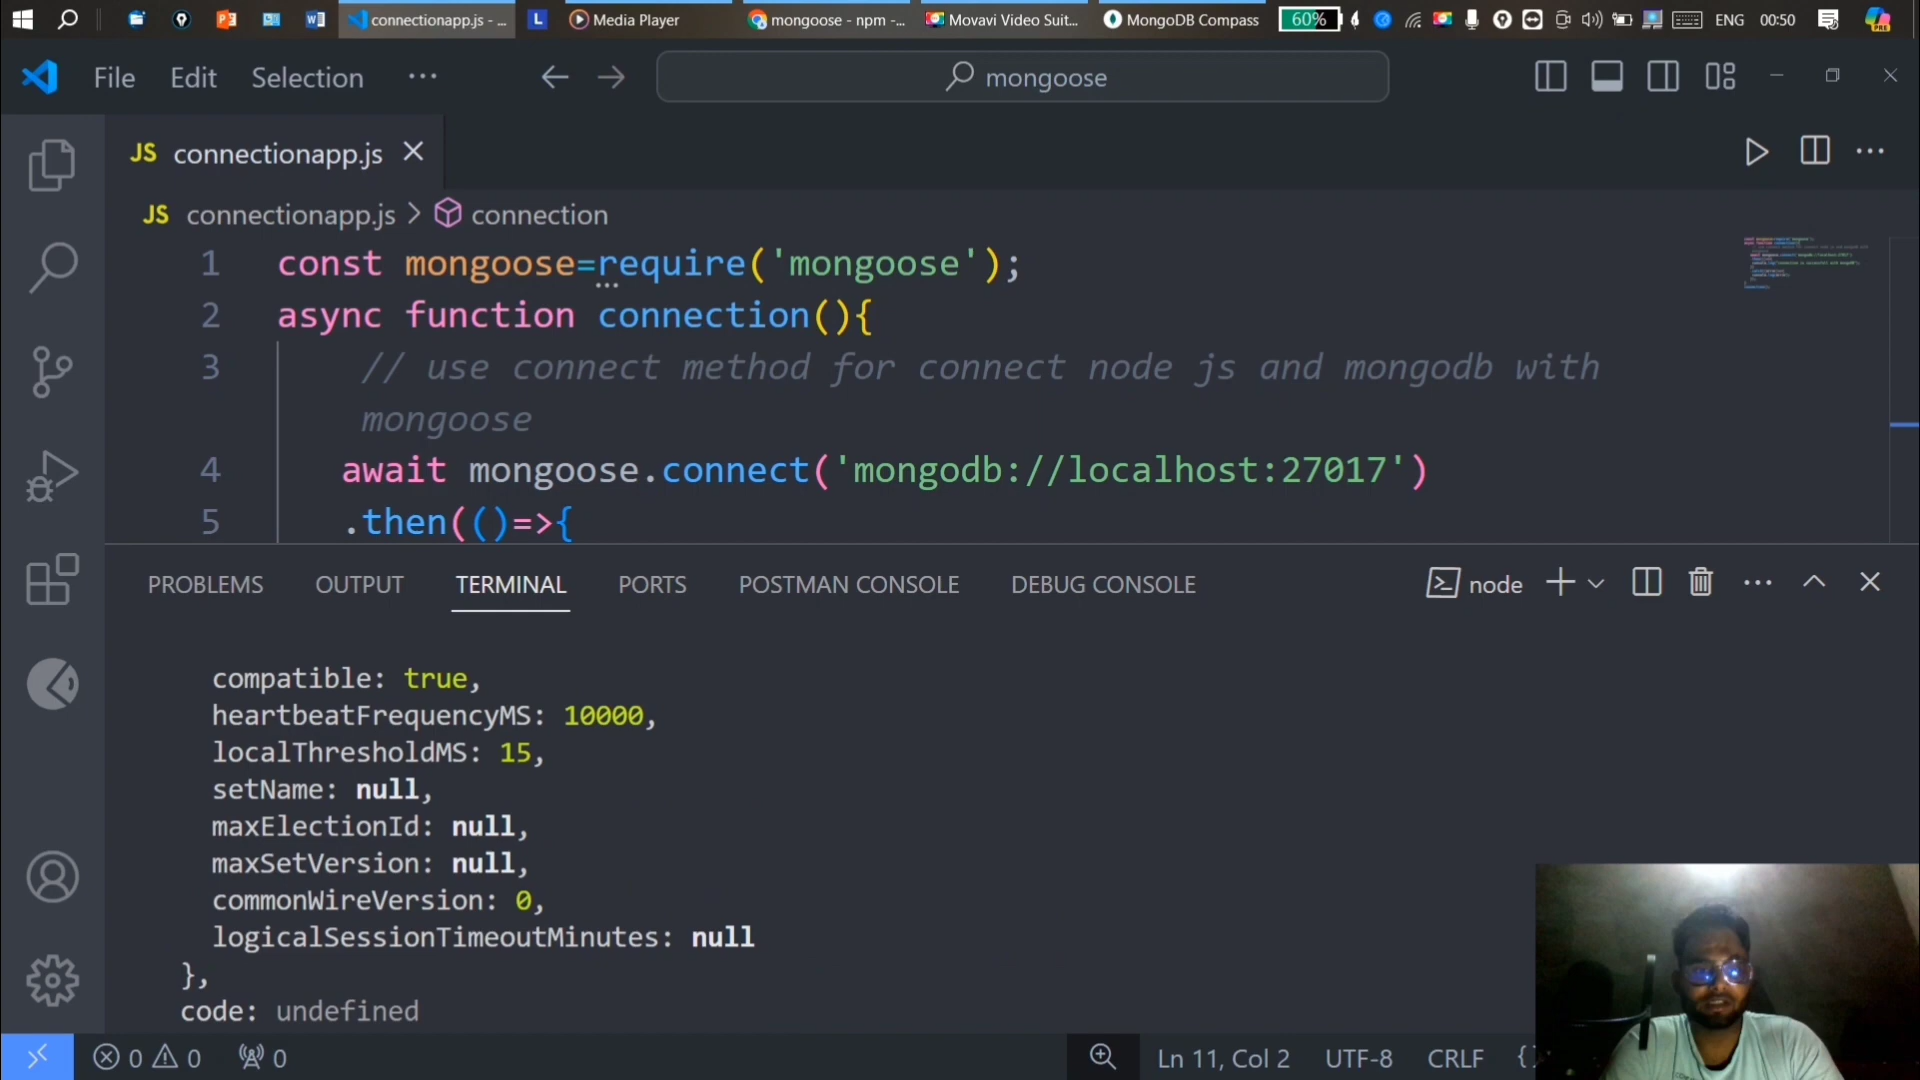 connectionapp.js - ...
L
Media Player
mongoose - npm -...
Movavi Video Suit...
MongoDB Compass
60%
ENG
00:50
File Edit Selection ...
mongoose
JS connectionapp.js
JS connectionapp.js > connection
1 const mongoose=require('mongoose');
2 async function connection(){
3 // use connect method for connect node js and mongodb with
mongoose
4 await mongoose.connect('mongodb://localhost:27017')
5 .then(()=>{
PROBLEMS OUTPUT TERMINAL PORTS POSTMAN CONSOLE DEBUG CONSOLE
node
compatible: true,
heartbeatFrequencyMS: 10000,
localThresholdMS: 15,
setName: null,
maxElectionId: null,
maxSetVersion: null,
commonWireVersion: 0,
logicalSessionTimeoutMinutes: null
},
code: undefined
0 0 0
Ln 11, Col 2 UTF-8 CRLF {